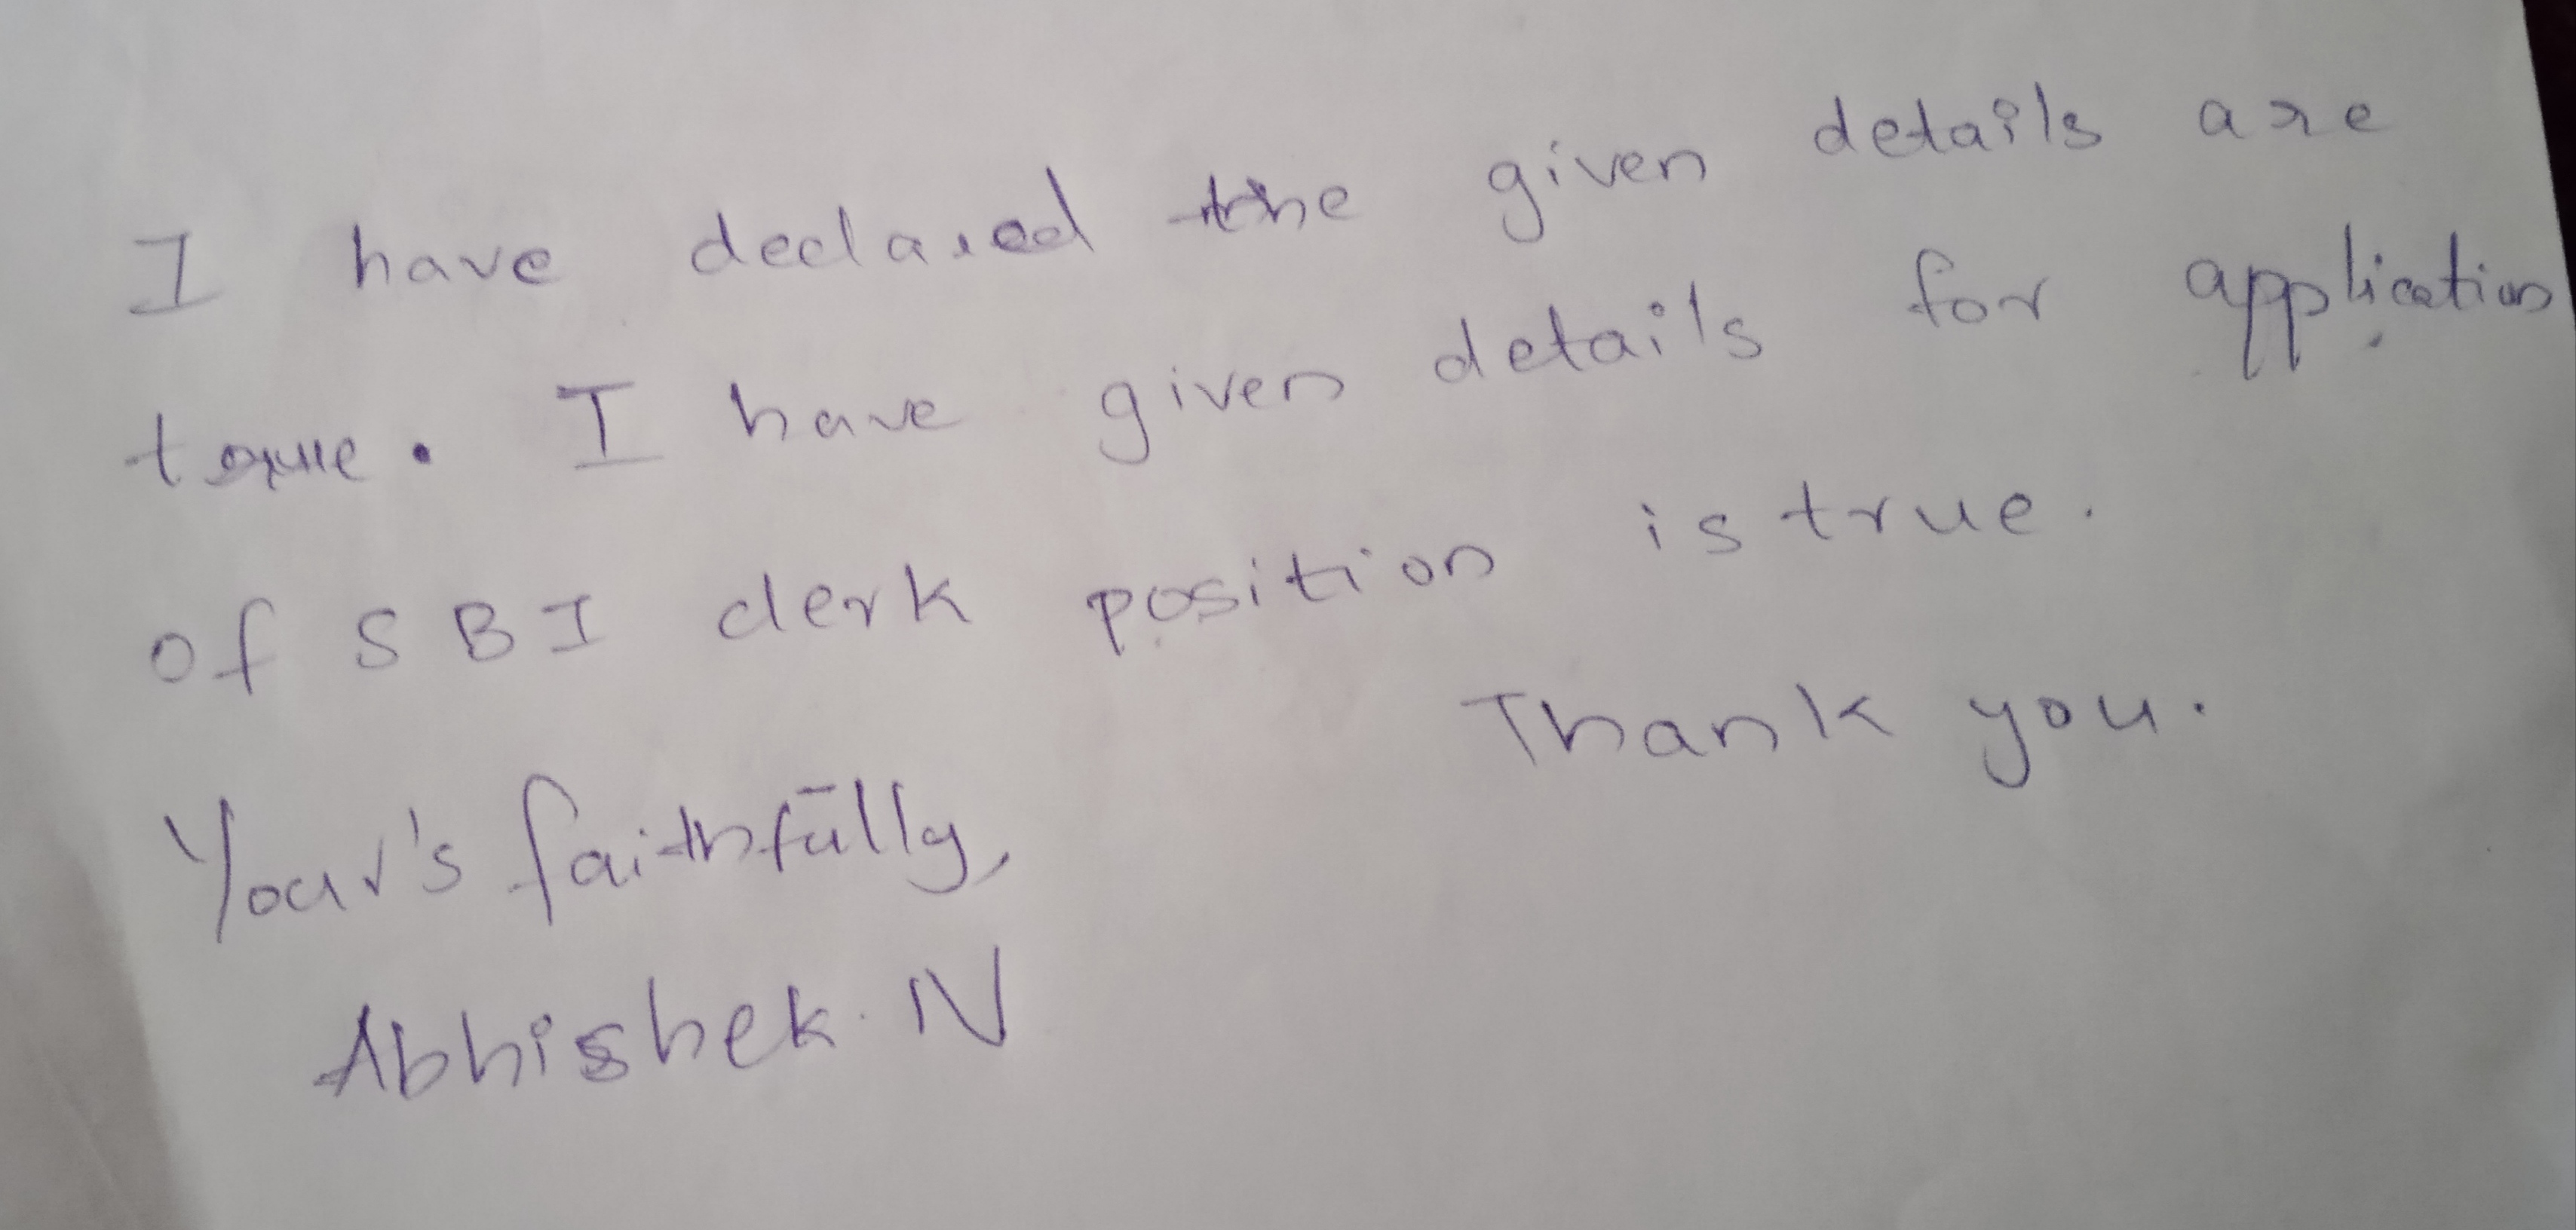 I have declared the given details are
true. I have given details for application
of SBI clerk position is true.
Thank you.
Your's faithfully,
Abhishek. N